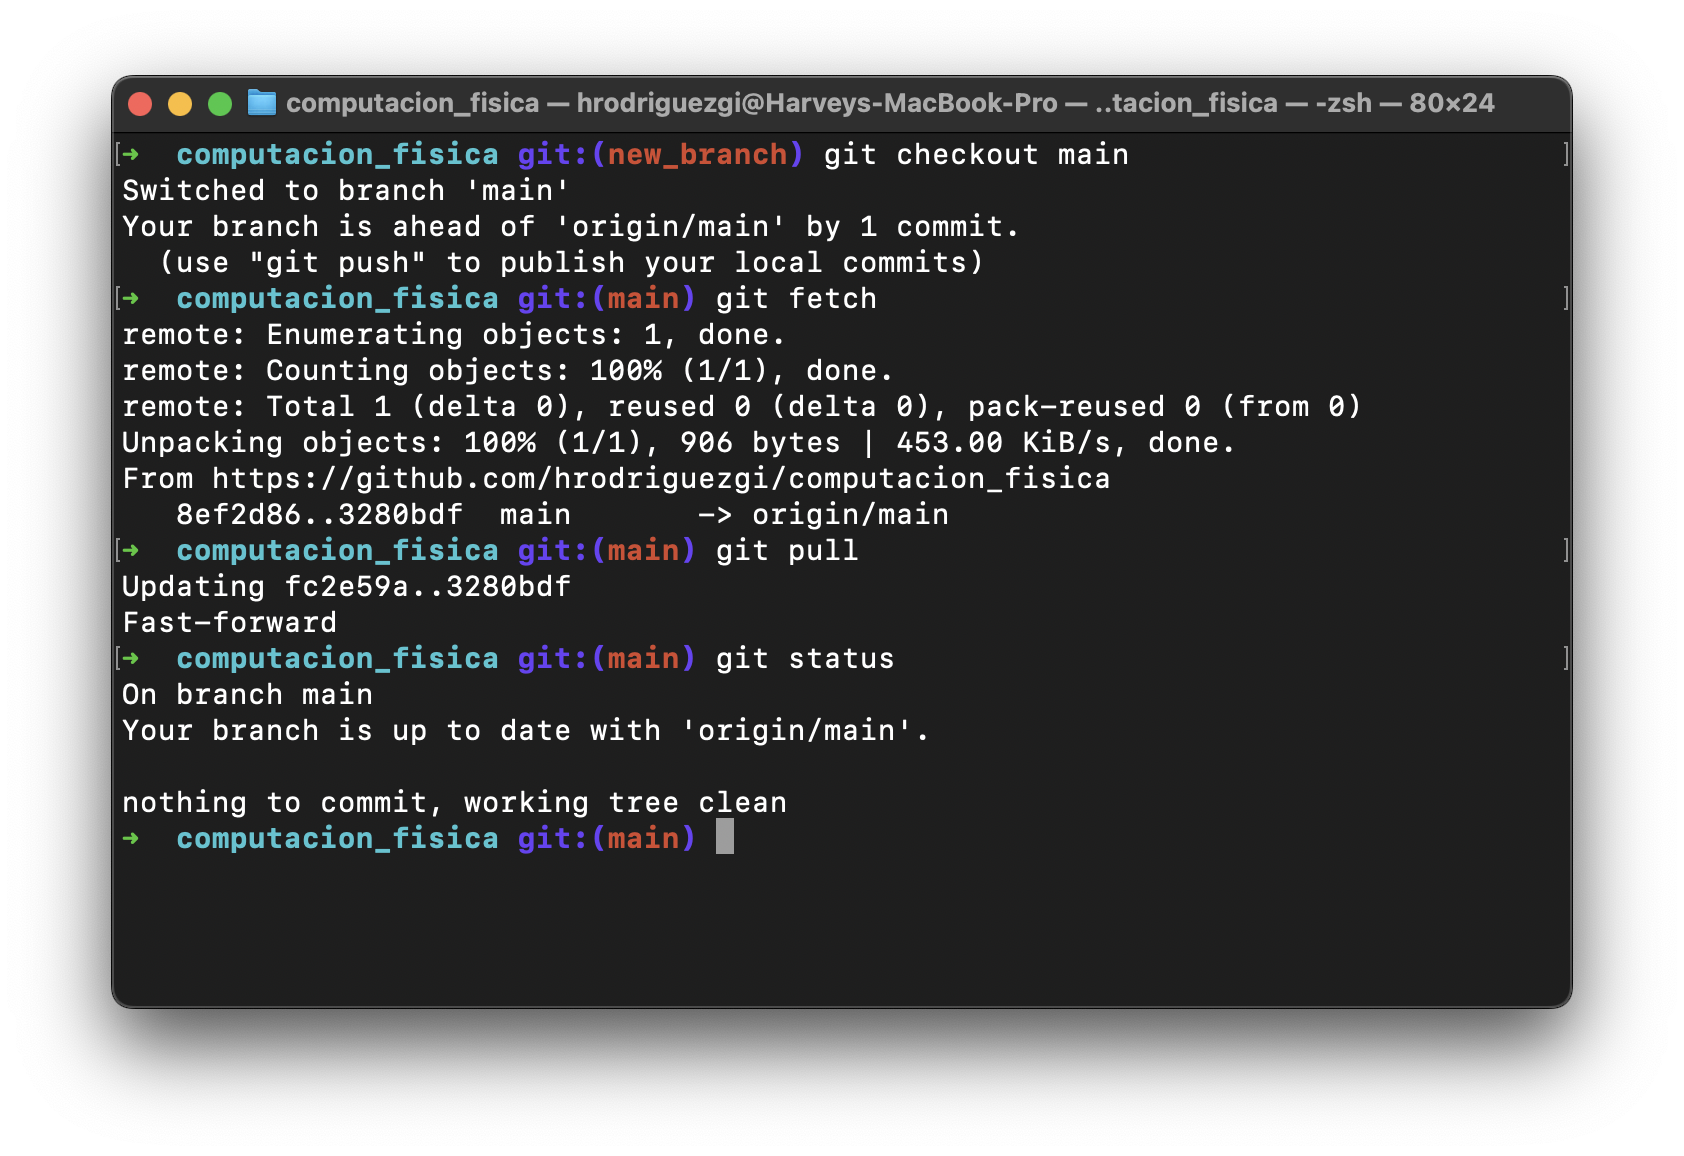 computacion_fisica — hrodriguezgi@Harveys-MacBook-Pro — ..tacion_fisica — -zsh — 80×24
[➜  computacion_fisica git:(new_branch) git checkout main ]
Switched to branch 'main'
Your branch is ahead of 'origin/main' by 1 commit.
  (use "git push" to publish your local commits)
[➜  computacion_fisica git:(main) git fetch ]
remote: Enumerating objects: 1, done.
remote: Counting objects: 100% (1/1), done.
remote: Total 1 (delta 0), reused 0 (delta 0), pack-reused 0 (from 0)
Unpacking objects: 100% (1/1), 906 bytes | 453.00 KiB/s, done.
From https://github.com/hrodriguezgi/computacion_fisica
   8ef2d86..3280bdf  main       -> origin/main
[➜  computacion_fisica git:(main) git pull ]
Updating fc2e59a..3280bdf
Fast-forward
[➜  computacion_fisica git:(main) git status ]
On branch main
Your branch is up to date with 'origin/main'.

nothing to commit, working tree clean
➜  computacion_fisica git:(main)